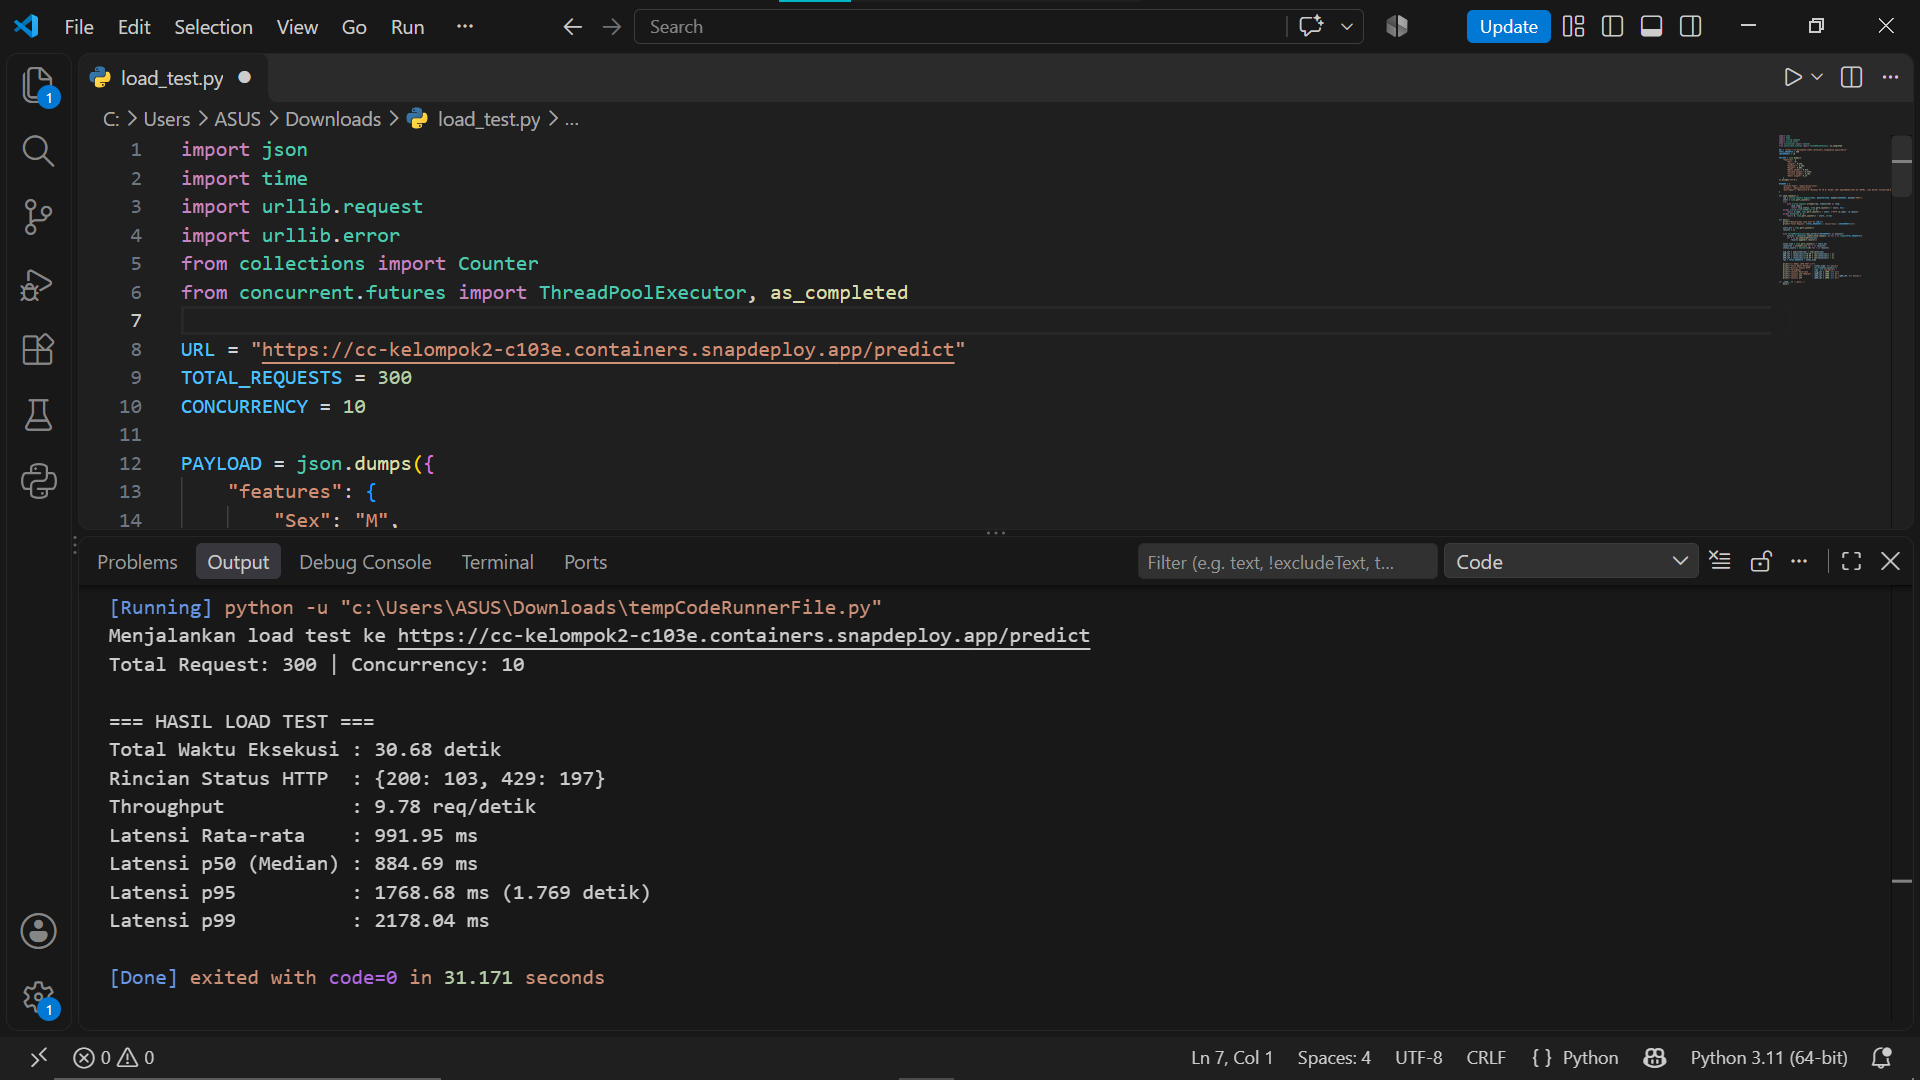 File Edit Selection View Go Run ··· Search Update
load_test.py
C: > Users > ASUS > Downloads > load_test.py > ...
1 import json
2 import time
3 import urllib.request
4 import urllib.error
5 from collections import Counter
6 from concurrent.futures import ThreadPoolExecutor, as_completed
7
8 URL = "https://cc-kelompok2-c103e.containers.snapdeploy.app/predict"
9 TOTAL_REQUESTS = 300
10 CONCURRENCY = 10
11
12 PAYLOAD = json.dumps({
13 "features": {
14 "Sex": "M",
Problems Output Debug Console Terminal Ports Filter (e.g. text, !excludeText, t... Code
[Running] python -u "c:\Users\ASUS\Downloads\tempCodeRunnerFile.py"
Menjalankan load test ke https://cc-kelompok2-c103e.containers.snapdeploy.app/predict
Total Request: 300 | Concurrency: 10
=== HASIL LOAD TEST ===
Total Waktu Eksekusi : 30.68 detik
Rincian Status HTTP : {200: 103, 429: 197}
Throughput : 9.78 req/detik
Latensi Rata-rata : 991.95 ms
Latensi p50 (Median) : 884.69 ms
Latensi p95 : 1768.68 ms (1.769 detik)
Latensi p99 : 2178.04 ms
[Done] exited with code=0 in 31.171 seconds
1
1
0 0 Ln 7, Col 1 Spaces: 4 UTF-8 CRLF { } Python Python 3.11 (64-bit)